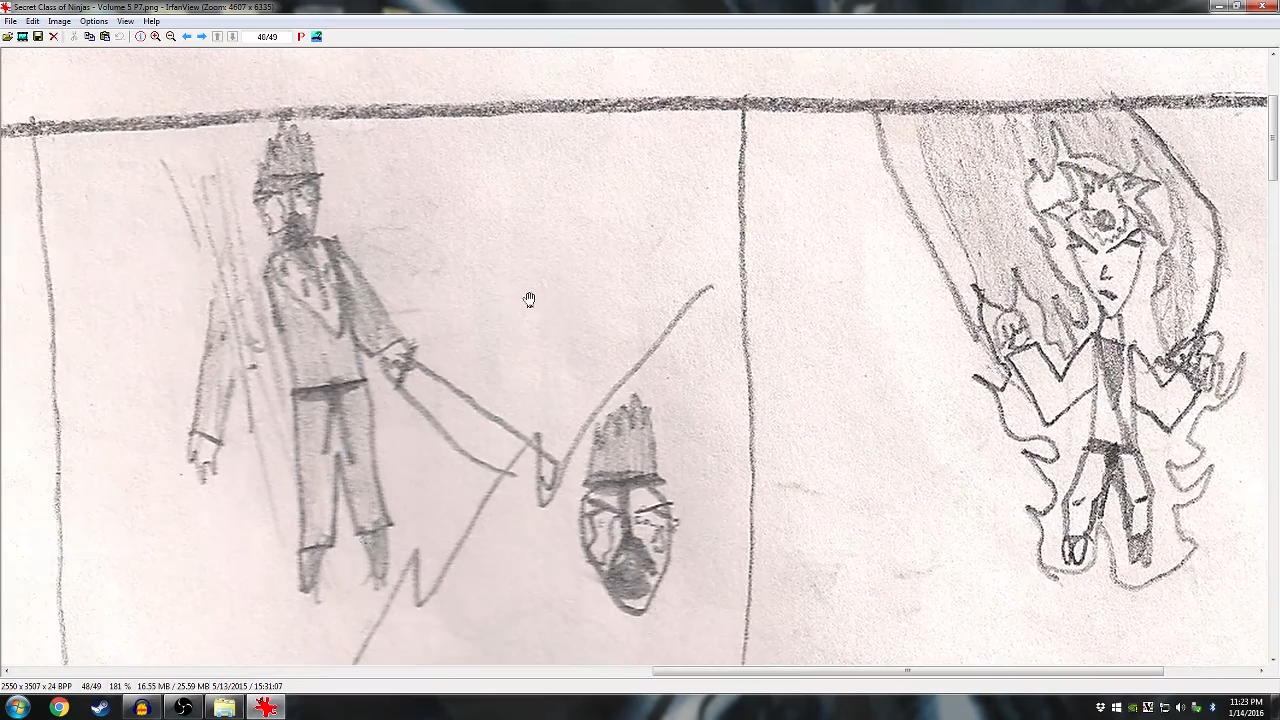 Secret Class of Ninjas - Volume 5 P7.png - IrfanView (Zoom: 4607 x 6335)
File Edit Image Options View Help
48/49
2550 x 3507 x 24 BPP 48/49 181 % 16.55 MB / 25.59 MB 5/13/2015 / 15:31:07
11:23 PM
1/14/2016